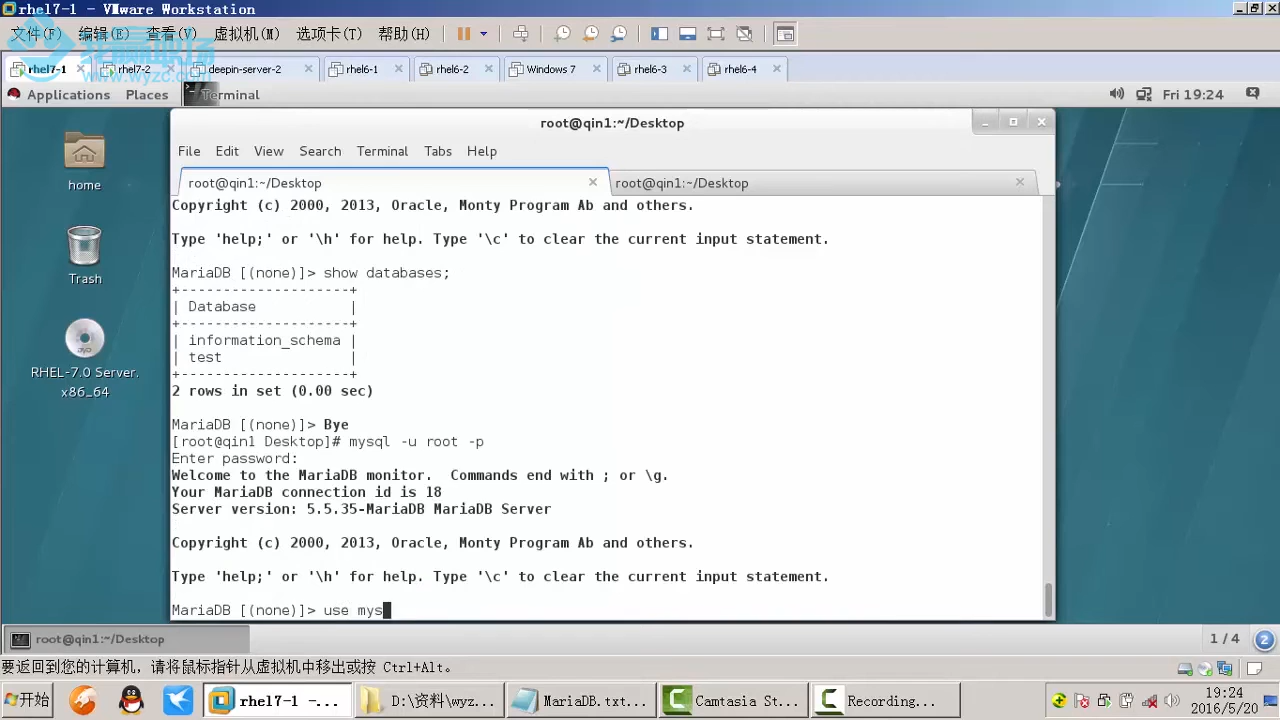 rhel7-1 - VMware Workstation
文件(F) 编辑(E) 查看(V) 虚拟机(M) 选项卡(T) 帮助(H)
rhel7-1 rhel7-2 deepin-server-2 rhel6-1 rhel6-2 Windows 7 rhel6-3 rhel6-4
www.wyzc.com
Applications Places Terminal Fri 19:24
root@qin1:~/Desktop
File Edit View Search Terminal Tabs Help
root@qin1:~/Desktop root@qin1:~/Desktop
home
Trash
RHEL-7.0 Server.
x86_64
Copyright (c) 2000, 2013, Oracle, Monty Program Ab and others.
Type 'help;' or '\h' for help. Type '\c' to clear the current input statement.
MariaDB [(none)]> show databases;
+--------------------+
| Database           |
+--------------------+
| information_schema |
| test               |
+--------------------+
2 rows in set (0.00 sec)
MariaDB [(none)]> Bye
[root@qin1 Desktop]# mysql -u root -p
Enter password:
Welcome to the MariaDB monitor.  Commands end with ; or \g.
Your MariaDB connection id is 18
Server version: 5.5.35-MariaDB MariaDB Server
Copyright (c) 2000, 2013, Oracle, Monty Program Ab and others.
Type 'help;' or '\h' for help. Type '\c' to clear the current input statement.
MariaDB [(none)]> use mys
root@qin1:~/Desktop 1 / 4 2
要返回到您的计算机，请将鼠标指针从虚拟机中移出或按 Ctrl+Alt。
开始 rhel7-1 -... D:\资料\wyz... MariaDB.txt... Camtasia St... Recording... 19:24
2016/5/20